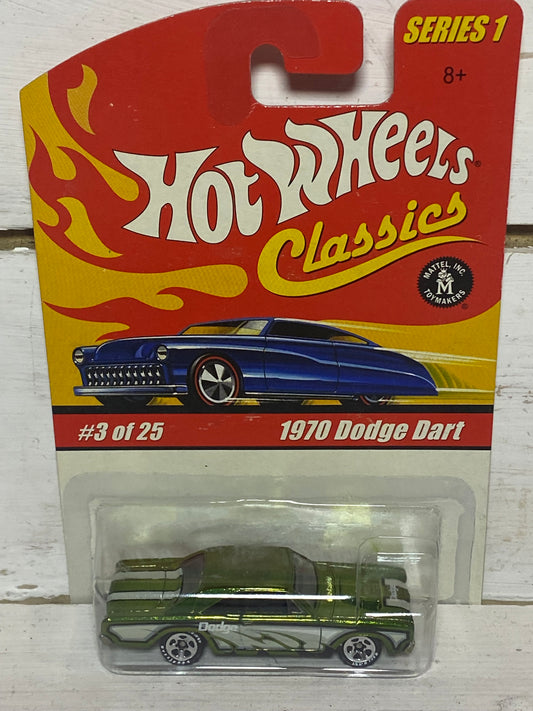 SERIES 1
8+
HOT WHEELS®
Classics
MATTEL, INC.
M
TOYMAKERS
®
#3 of 25
1970 Dodge Dart
Dodge